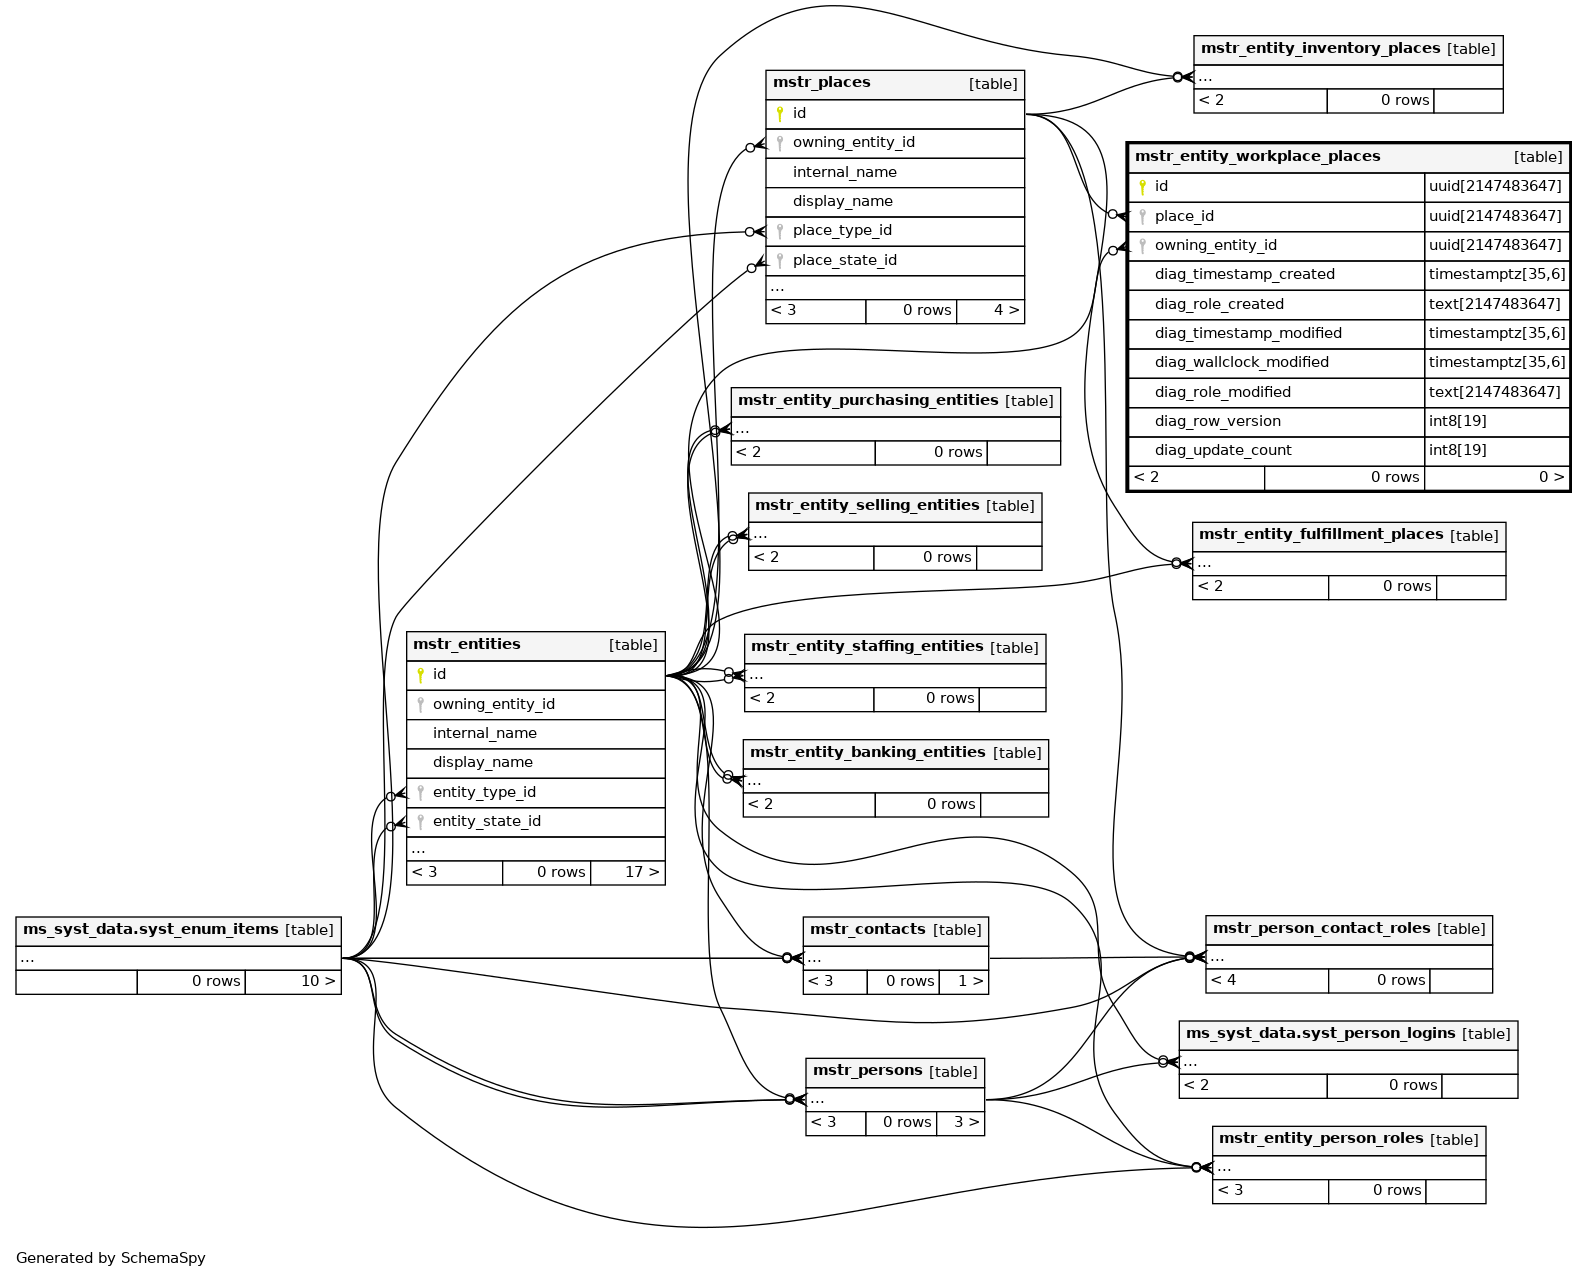 mstr_entity_inventory_places [table]
...
< 2 0 rows
mstr_places [table]
id
owning_entity_id
internal_name
display_name
place_type_id
place_state_id
...
< 3 0 rows 4 >
mstr_entity_workplace_places [table]
id uuid[2147483647]
place_id uuid[2147483647]
owning_entity_id uuid[2147483647]
diag_timestamp_created timestamptz[35,6]
diag_role_created text[2147483647]
diag_timestamp_modified timestamptz[35,6]
diag_wallclock_modified timestamptz[35,6]
diag_role_modified text[2147483647]
diag_row_version int8[19]
diag_update_count int8[19]
< 2 0 rows 0 >
mstr_entity_purchasing_entities [table]
...
< 2 0 rows
mstr_entity_selling_entities [table]
...
< 2 0 rows
mstr_entity_fulfillment_places [table]
...
< 2 0 rows
mstr_entities [table]
id
owning_entity_id
internal_name
display_name
entity_type_id
entity_state_id
...
< 3 0 rows 17 >
mstr_entity_staffing_entities [table]
...
< 2 0 rows
mstr_entity_banking_entities [table]
...
< 2 0 rows
ms_syst_data.syst_enum_items [table]
...
0 rows 10 >
mstr_contacts [table]
...
< 3 0 rows 1 >
mstr_person_contact_roles [table]
...
< 4 0 rows
ms_syst_data.syst_person_logins [table]
...
< 2 0 rows
mstr_persons [table]
...
< 3 0 rows 3 >
mstr_entity_person_roles [table]
...
< 3 0 rows
Generated by SchemaSpy